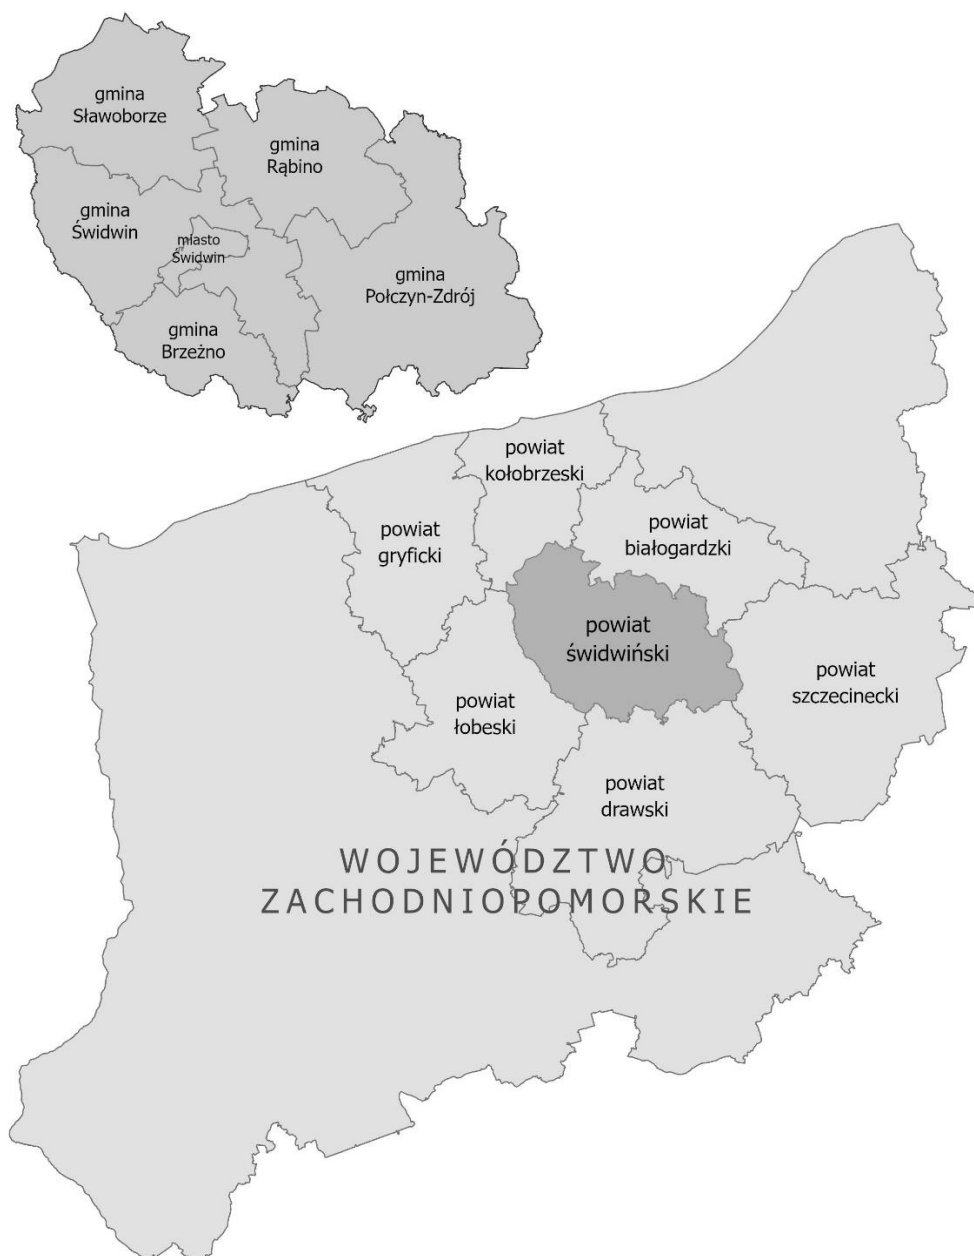 gmina
Sławoborze
gmina
Rąbino
gmina
Świdwin
miasto
Świdwin
gmina
Połczyn-Zdrój
gmina
Brzeżno
powiat
kołobrzeski
powiat
gryficki
powiat
białogardzki
powiat
świdwiński
powiat
szczecinecki
powiat
łobeski
powiat
drawski
WOJEWÓDZTWO
ZACHODNIOPOMORSKIE